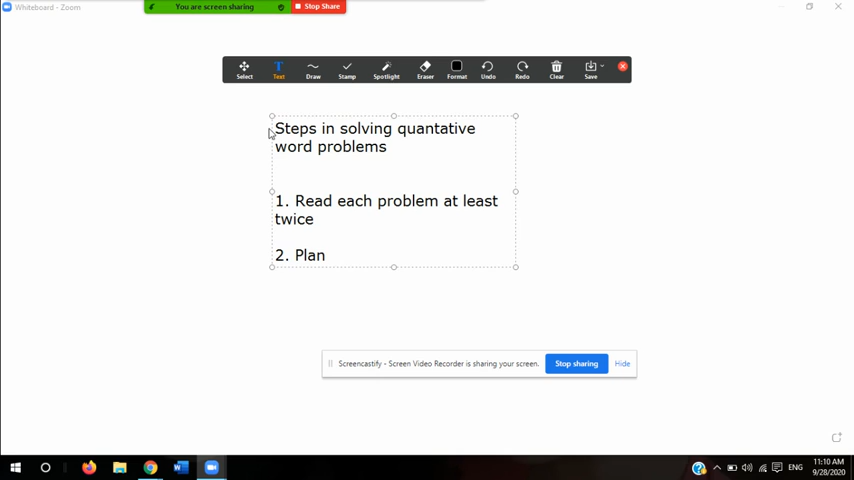 Whiteboard - Zoom
You are screen sharing
Stop Share
Select
Text
Draw
Stamp
Spotlight
Eraser
Format
Undo
Redo
Clear
Save
Steps in solving quantative
word problems
1. Read each problem at least
twice
2. Plan
Screencastify - Screen Video Recorder is sharing your screen.
Stop sharing
Hide
ENG
11:10 AM
9/28/2020